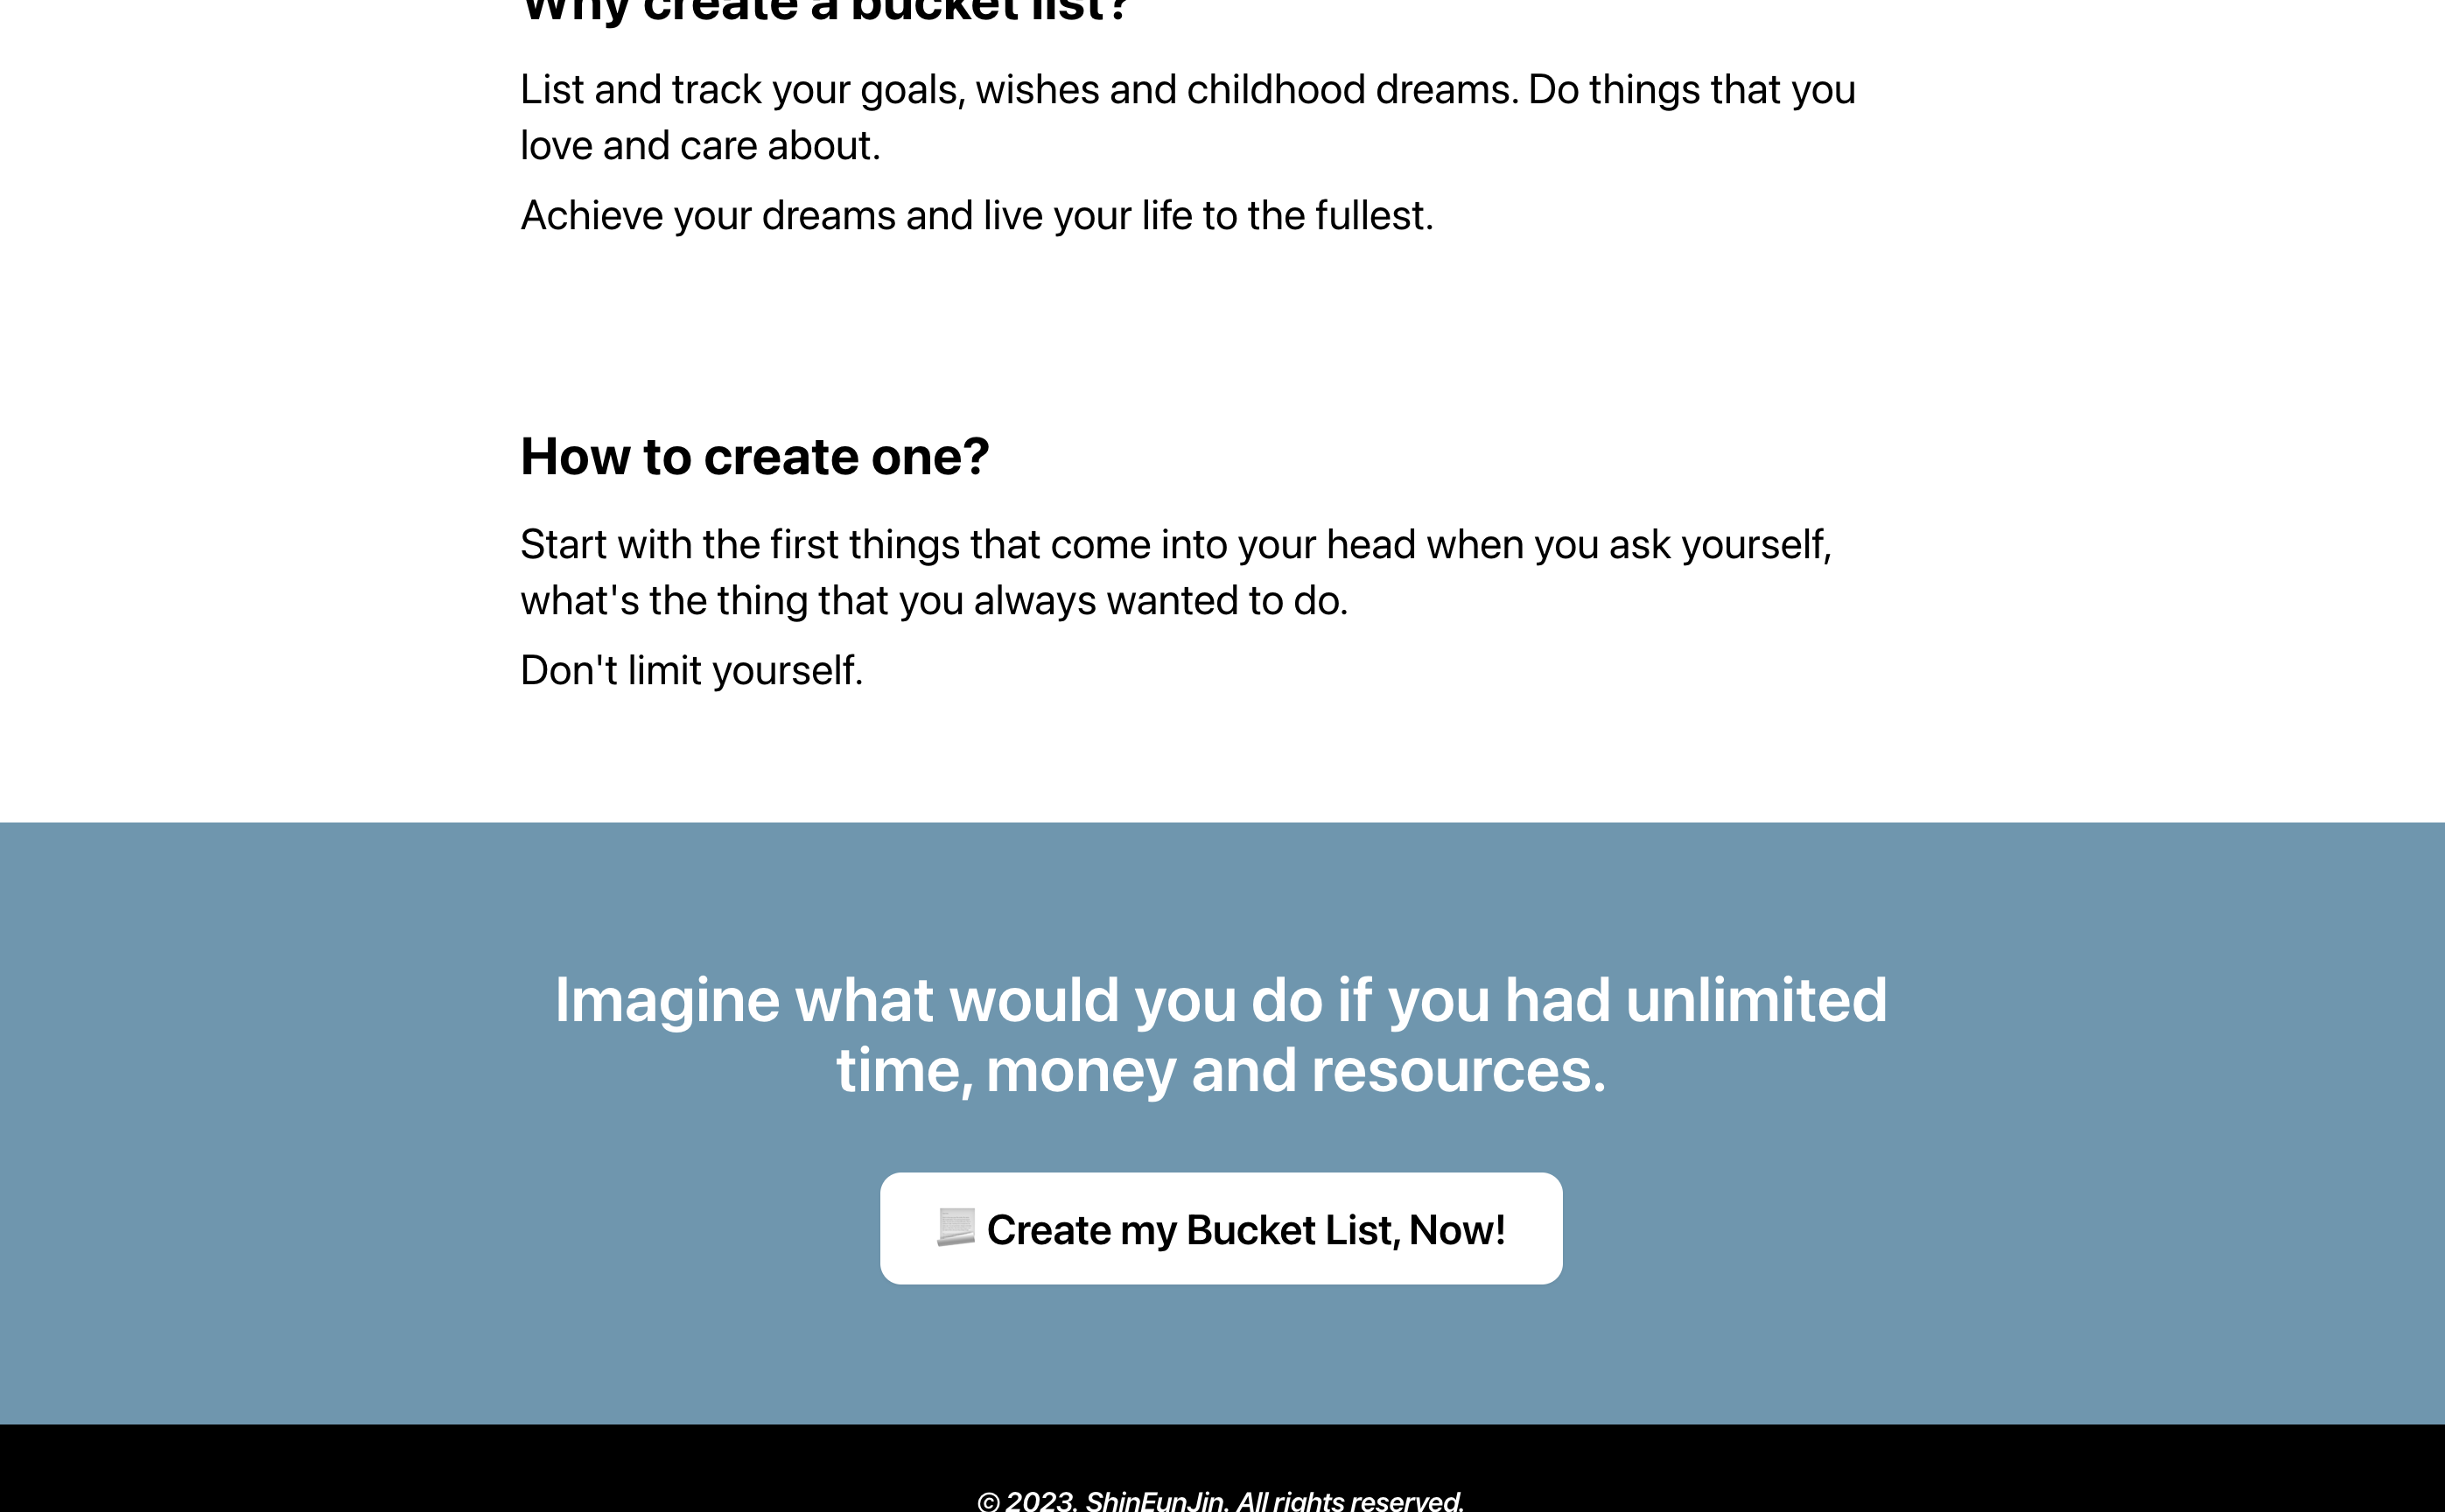 Why create a bucket list?
List and track your goals, wishes and childhood dreams. Do things that you
love and care about.
Achieve your dreams and live your life to the fullest.
How to create one?
Start with the first things that come into your head when you ask yourself,
what's the thing that you always wanted to do.
Don't limit yourself.
Imagine what would you do if you had unlimited
time, money and resources.
Create my Bucket List, Now!
© 2023. ShinEunJin. All rights reserved.